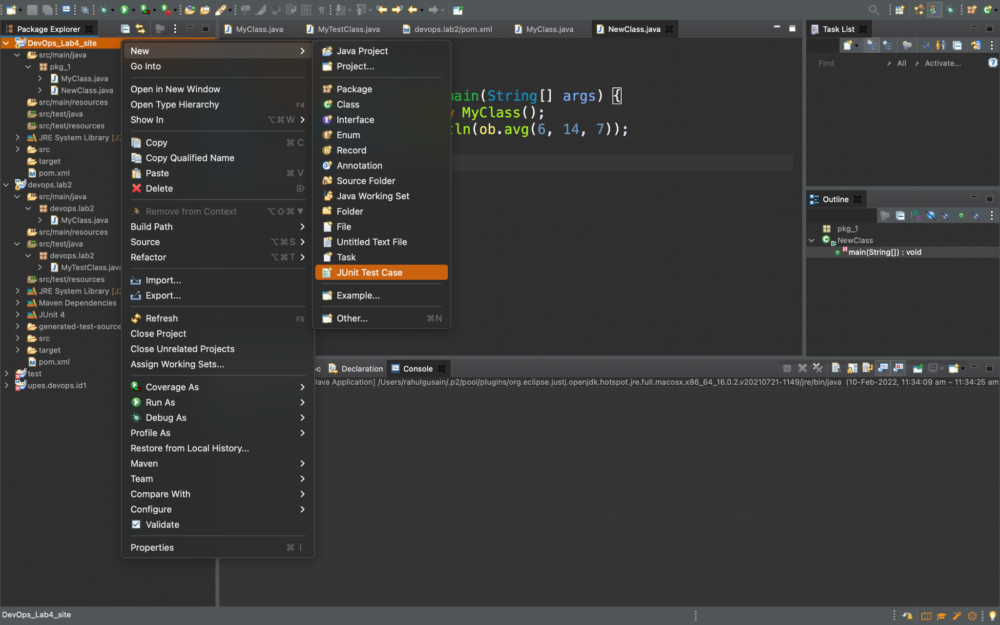 Package Explorer
MyClass.java
MyTestClass.java
devops.lab2/pom.xml
MyClass.java
NewClass.java
Task List
DevOps_Lab4_site
src/main/java
pkg_1
MyClass.java
NewClass.java
src/main/resources
src/test/java
src/test/resources
JRE System Library
src
target
pom.xml
devops.lab2
src/main/java
devops.lab2
MyClass.java
src/main/resources
src/test/java
devops.lab2
MyTestClass.java
src/test/resources
JRE System Library
Maven Dependencies
JUnit 4
generated-test-source
src
target
pom.xml
test
upes.devops.id1
New
Go Into
Open in New Window
Open Type Hierarchy F4
Show In ⌥⌘W
Copy ⌘ C
Copy Qualified Name
Paste ⌘ V
Delete ⌦
Remove from Context ⌥⇧⌘▼
Build Path
Source ⌥⌘S
Refactor ⌥⌘T
Import...
Export...
Refresh F5
Close Project
Close Unrelated Projects
Assign Working Sets...
Coverage As
Run As
Debug As
Profile As
Restore from Local History...
Maven
Team
Compare With
Configure
Validate
Properties ⌘ I
Java Project
Project...
Package
Class
Interface
Enum
Record
Annotation
Source Folder
Java Working Set
Folder
File
Untitled Text File
Task
JUnit Test Case
Example...
Other... ⌘N
main(String[] args) {
MyClass();
ln(ob.avg(6, 14, 7));
Find All Activate...
Outline
pkg_1
NewClass
main(String[]) : void
Declaration
Console
Java Application] /Users/rahulgusain/.p2/pool/plugins/org.eclipse.justj.openjdk.hotspot.jre.full.macosx.x86_64_16.0.2.v20210721-1149/jre/bin/java (10-Feb-2022, 11:34:09 am – 11:34:25 am
DevOps_Lab4_site